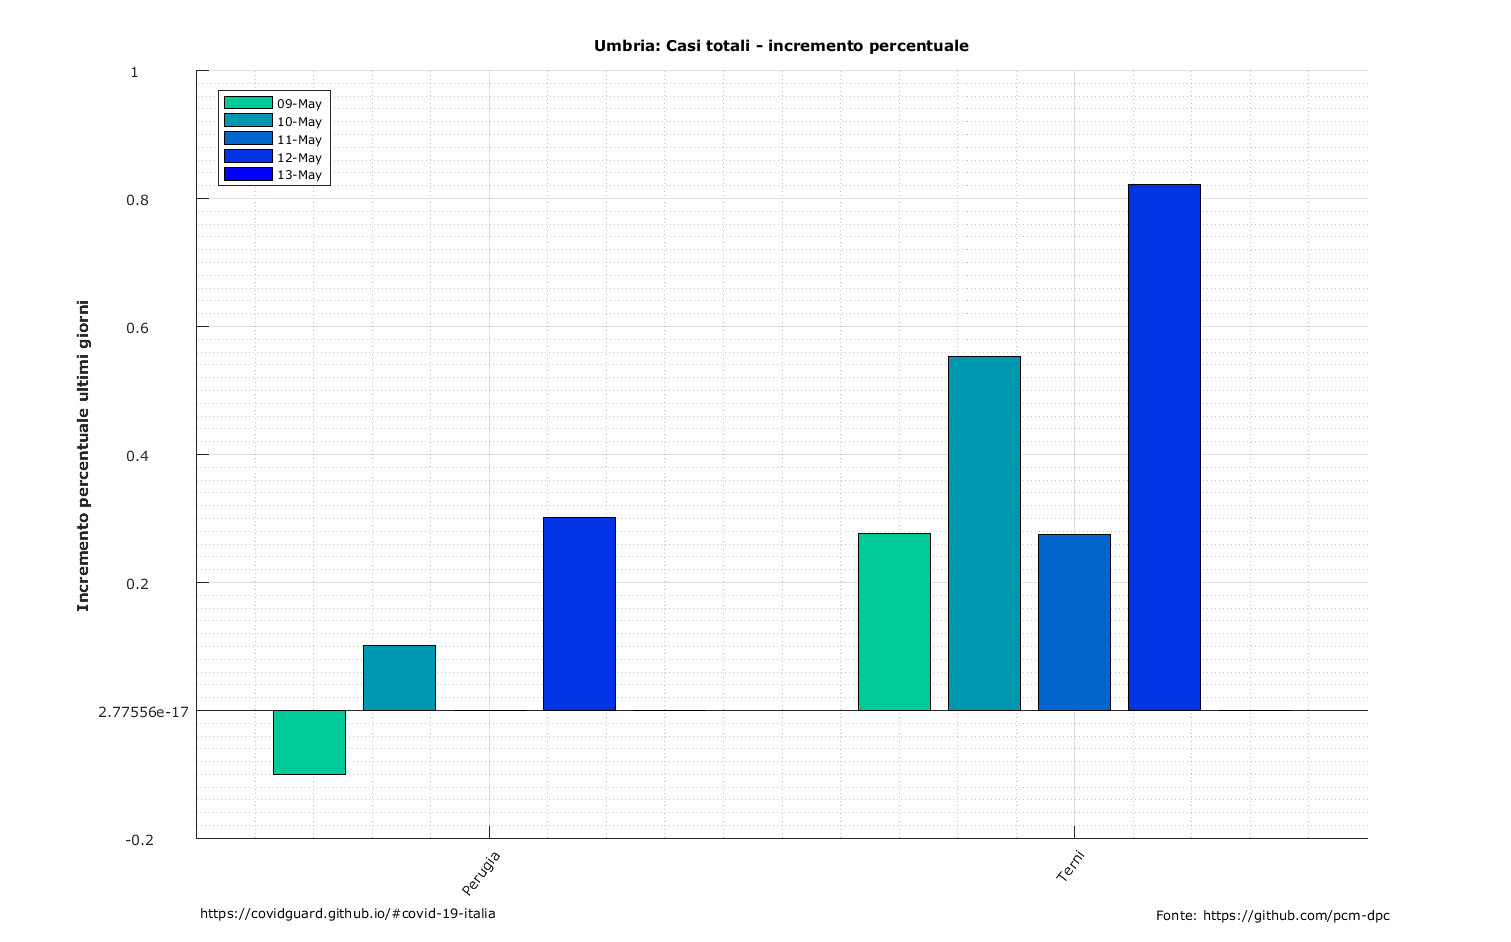 Umbria: Casi totali - incremento percentuale
1
09-May
10-May
11-May
12-May
13-May
0.8
0.6
Incremento percentuale ultimi giorni
0.4
0.2
2.77556e-17
-0.2
Perugia
Terni
https://covidguard.github.io/#covid-19-italia
Fonte: https://github.com/pcm-dpc